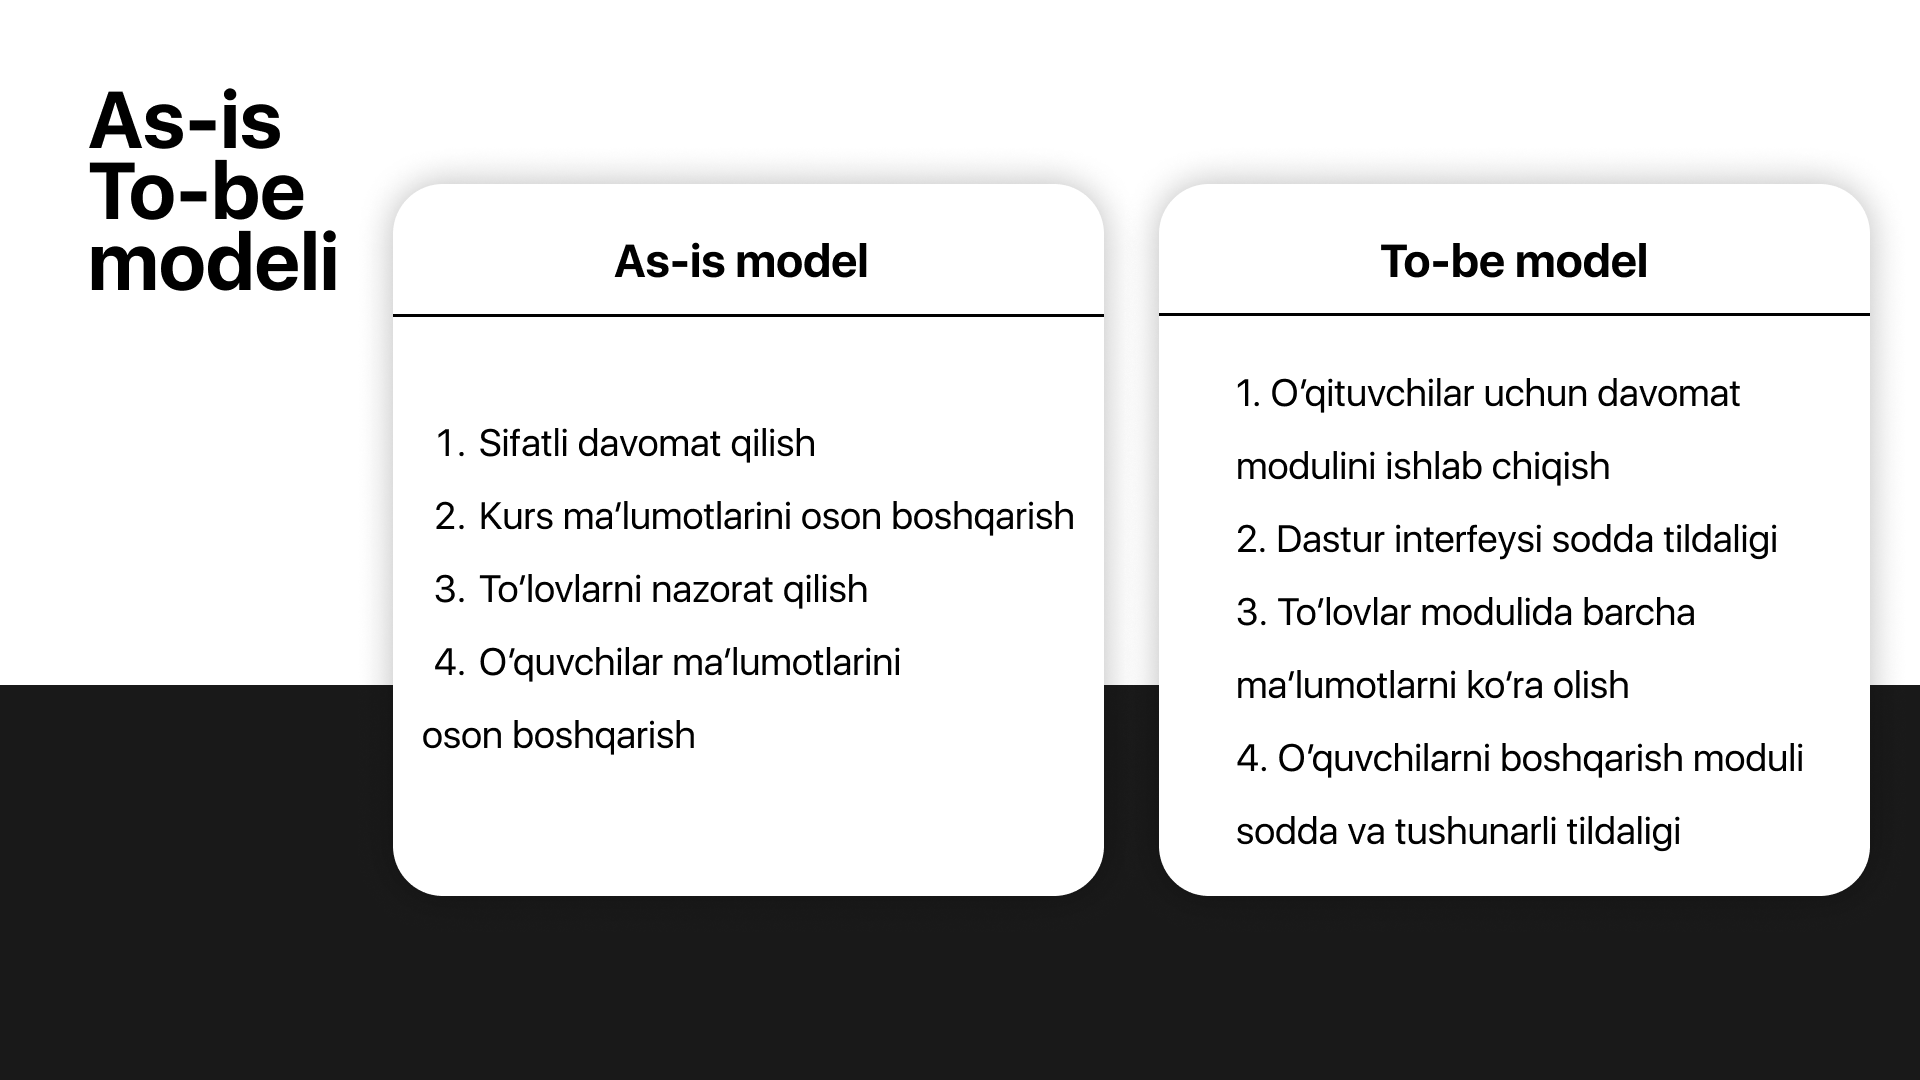 As-is
To-be
modeli
As-is model
1. Sifatli davomat qilish
2. Kurs ma’lumotlarini oson boshqarish
3. To‘lovlarni nazorat qilish
4. O’quvchilar ma’lumotlarini
oson boshqarish
To-be model
1. O’qituvchilar uchun davomat
modulini ishlab chiqish
2. Dastur interfeysi sodda tildaligi
3. To‘lovlar modulida barcha
ma’lumotlarni ko‘ra olish
4. O’quvchilarni boshqarish moduli
sodda va tushunarli tildaligi